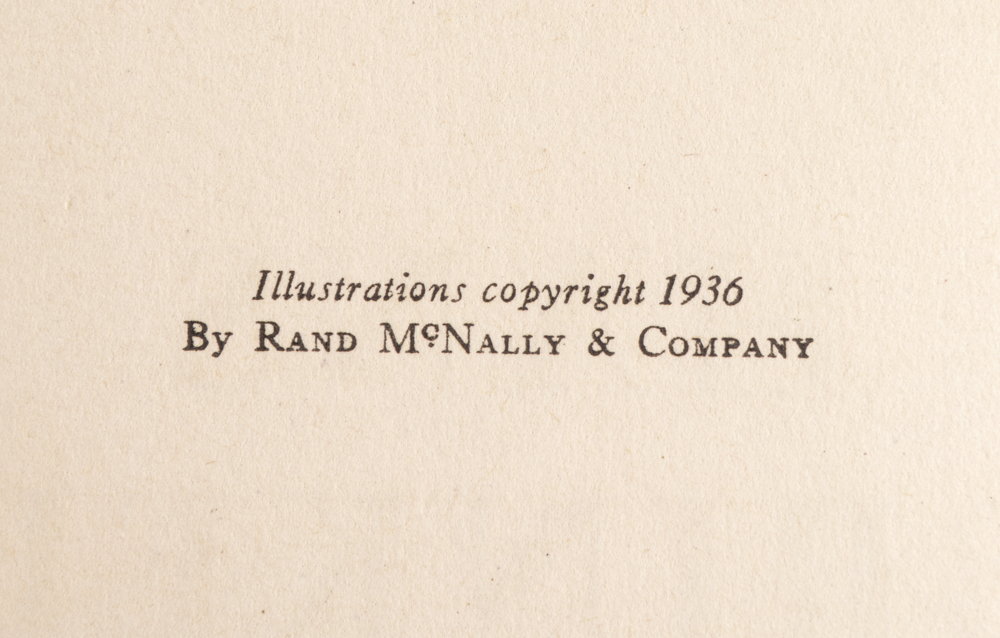 Illustrations copyright 1936
By Rand McNally & Company